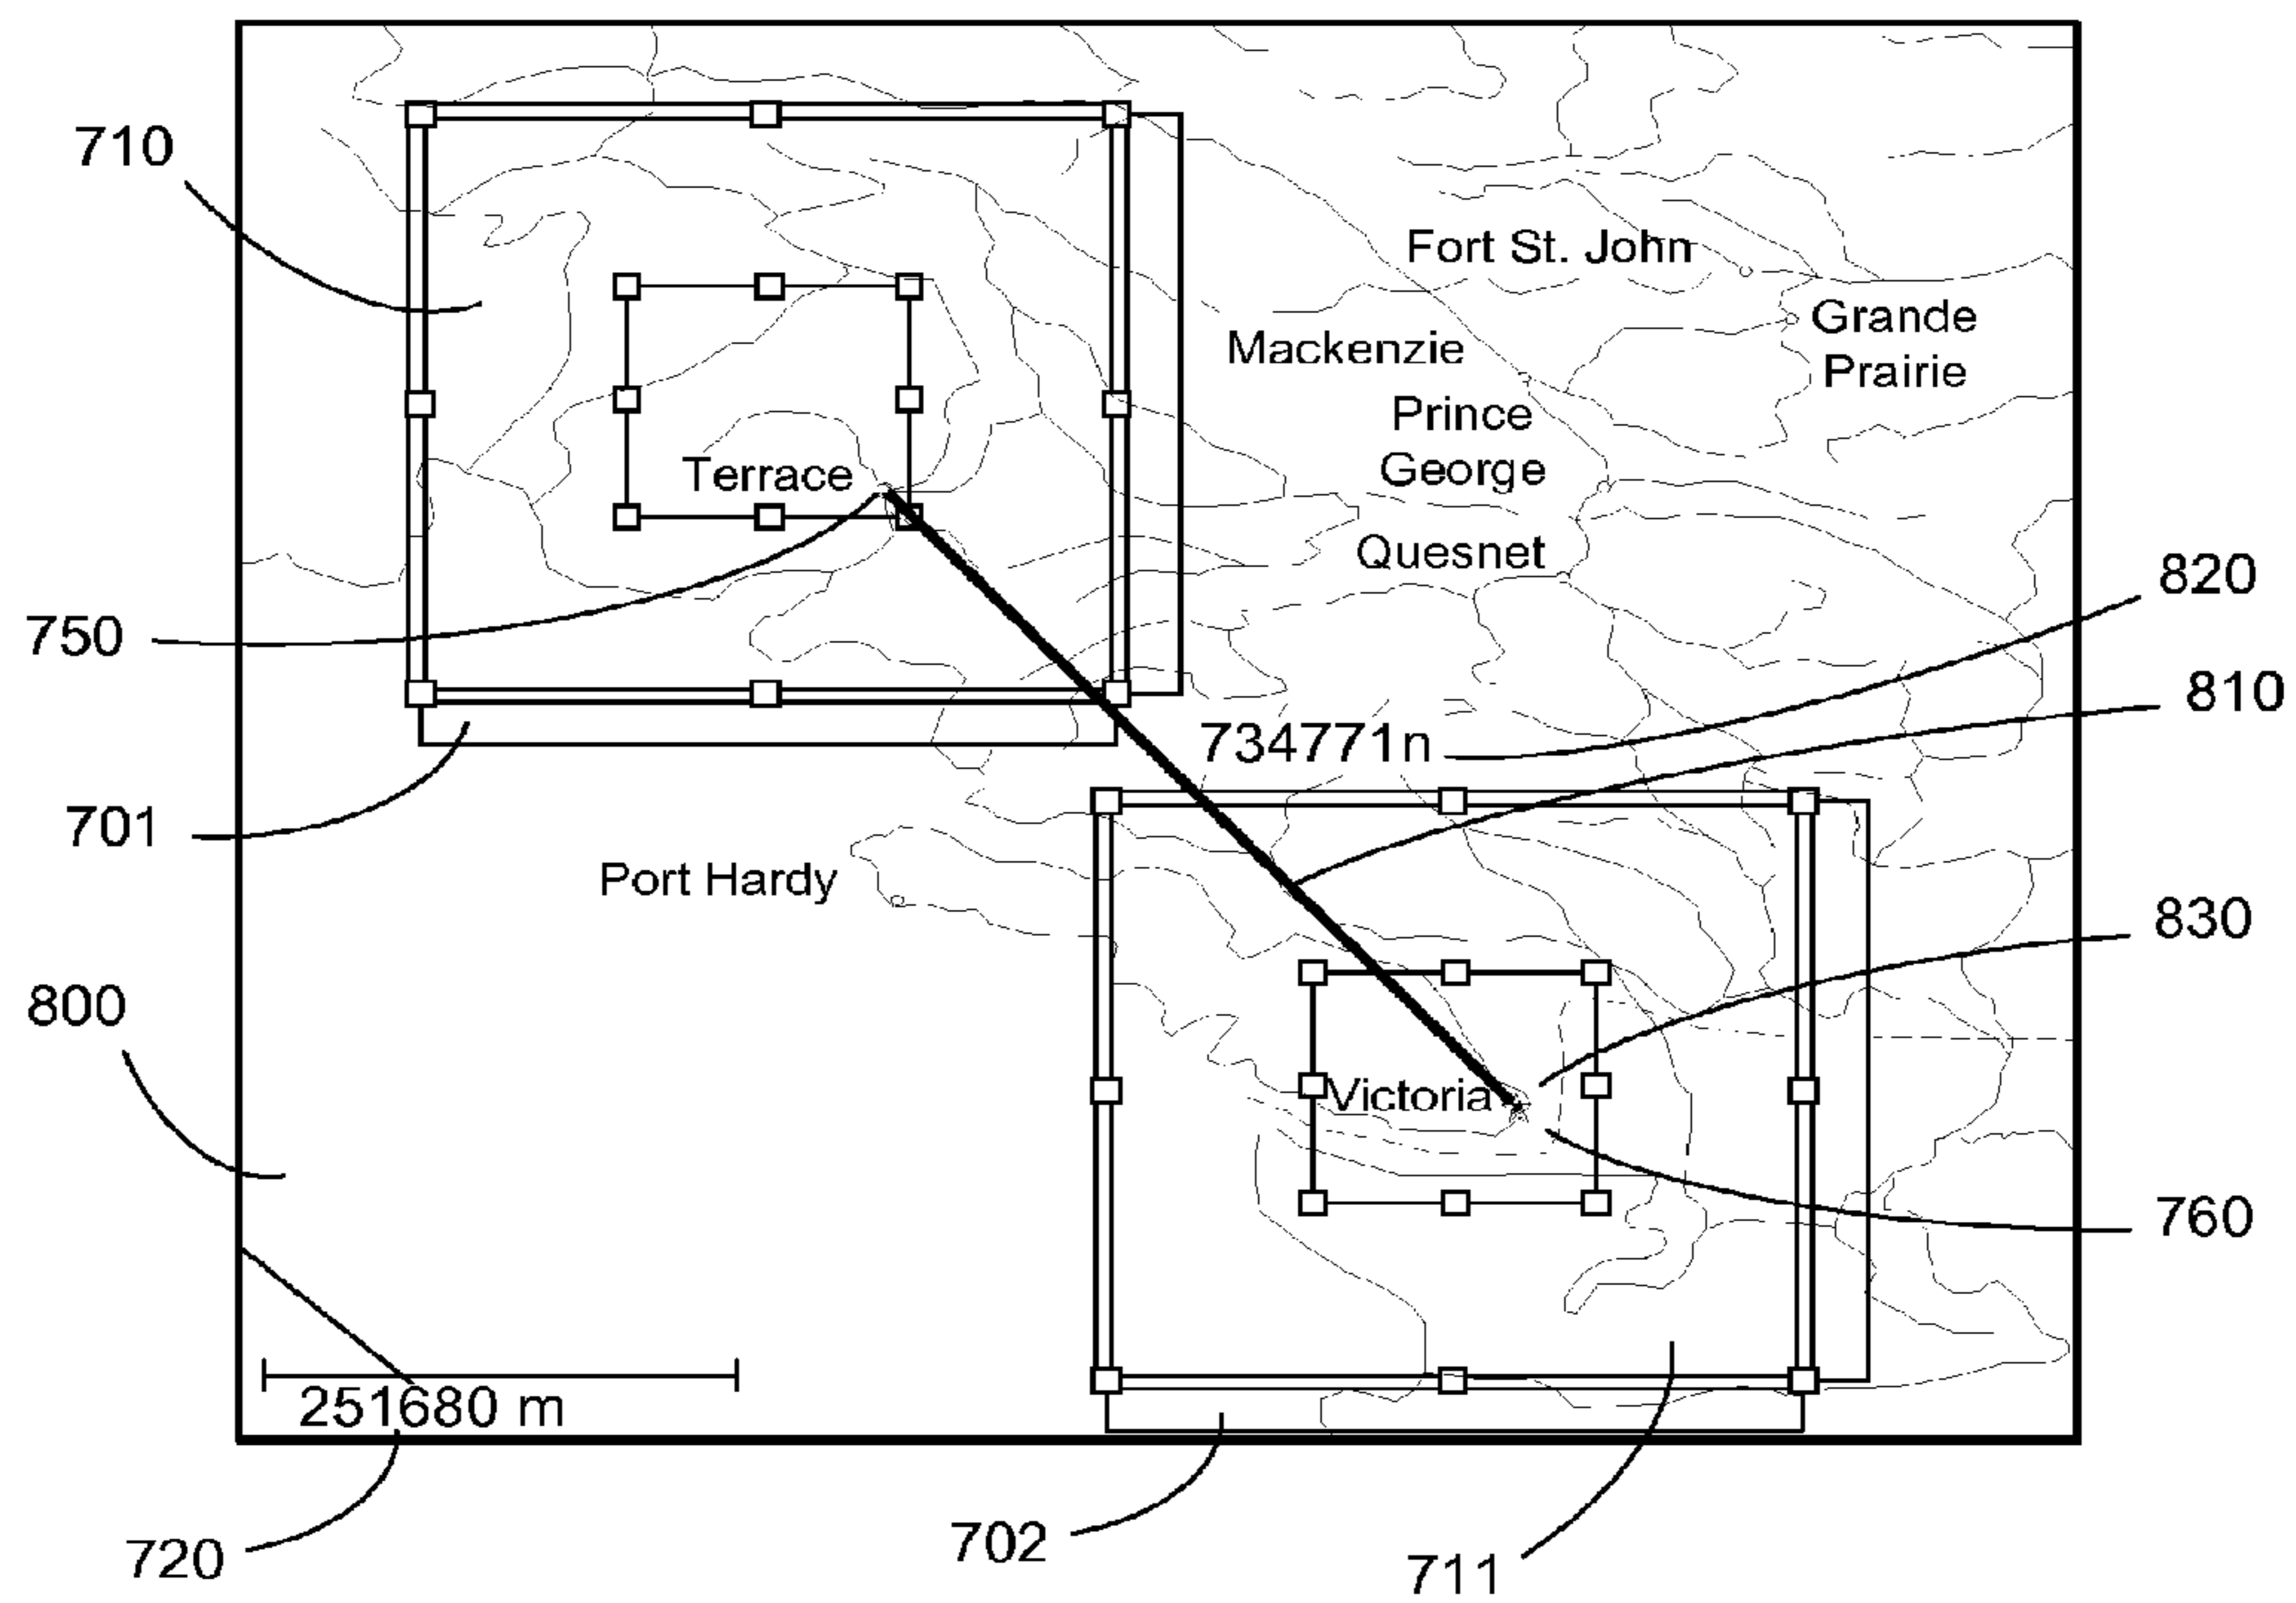 710
Fort St. John
Grande
Prairie
Mackenzie
Prince
George
Terrace
Quesnet
820
750
810
734771n
701
Port Hardy
830
800
Victoria
760
251680 m
720
702
711